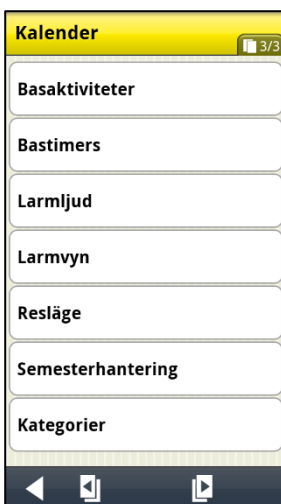 Kalender
3/3
Basaktiviteter
Bastimers
Larmljud
Larmvyn
Resläge
Semesterhantering
Kategorier